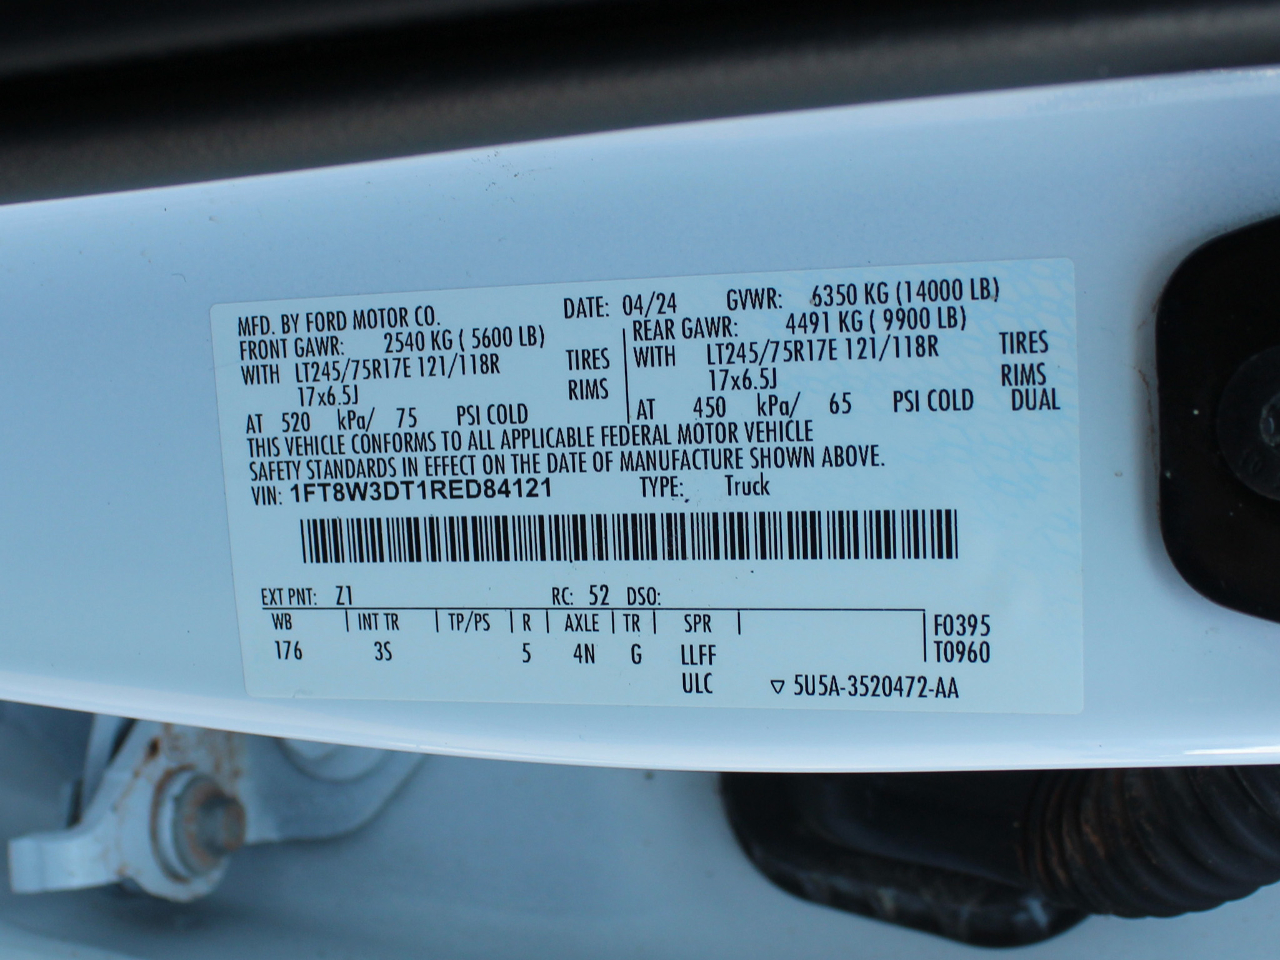 MFD. BY FORD MOTOR CO. DATE: 04/24 GVWR: 6350 KG (14000 LB)
FRONT GAWR: 2540 KG ( 5600 LB) REAR GAWR: 4491 KG ( 9900 LB)
WITH LT245/75R17E 121/118R TIRES WITH LT245/75R17E 121/118R TIRES
17x6.5J RIMS 17x6.5J RIMS
AT 520 kPa/ 75 PSI COLD AT 450 kPa/ 65 PSI COLD DUAL
THIS VEHICLE CONFORMS TO ALL APPLICABLE FEDERAL MOTOR VEHICLE
SAFETY STANDARDS IN EFFECT ON THE DATE OF MANUFACTURE SHOWN ABOVE.
VIN: 1FT8W3DT1RED84121 TYPE: Truck
EXT PNT: Z1 RC: 52 DSO:
WB | INT TR | TP/PS | R | AXLE | TR | SPR | F0395
176 3S 5 4N G LLFF T0960
ULC ▽ 5U5A-3520472-AA